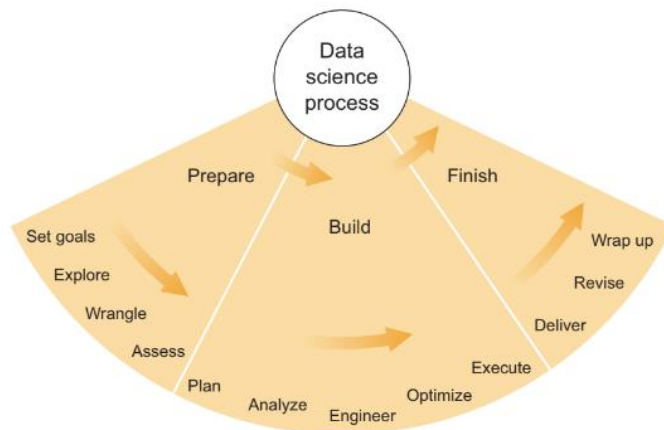 Data
science
process
Prepare
Finish
Build
Set goals
Explore
Wrangle
Assess
Plan
Analyze
Engineer
Optimize
Execute
Deliver
Revise
Wrap up